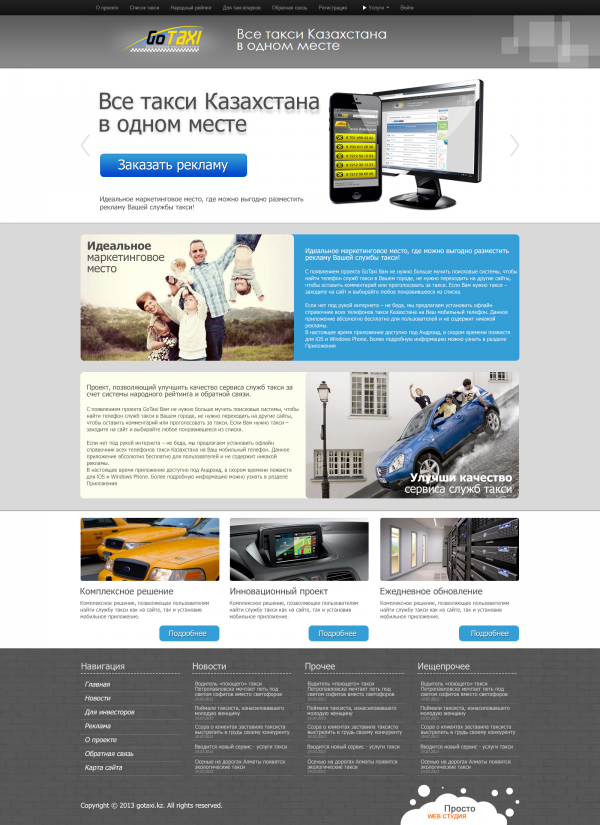 О проекте Список такси Народный рейтинг Для таксопарков Обратная связь Регистрация Услуги Войти
GoTAXI
Все такси Казахстана
в одном месте
Все такси Казахстана
в одном месте
Заказать рекламу
Идеальное маркетинговое место, где можно выгодно разместить
рекламу Вашей службы такси!
Идеальное
маркетинговое
место
Идеальное маркетинговое место, где можно выгодно разместить
рекламу Вашей службы такси!
С появлением проекта GoTaxi Вам не нужно больше мучить поисковые системы, чтобы
найти телефон служб такси в Вашем городе, не нужно переходить на другие сайты,
чтобы оставить комментарий или проголосовать за такси. Если Вам нужно такси –
заходите на сайт и выбирайте любое понравившееся из списка.
Если нет под рукой интернета – не беда, мы предлагаем установить офлайн
справочник всех телефонов такси Казахстана на Ваш мобильный телефон. Данное
приложение абсолютно бесплатно для пользователей и не содержит никакой
рекламы.
В настоящее время приложение доступно под Андроид, в скором времени появится
для iOS и Windows Phone. Более подробную информацию можно узнать в разделе
Приложения
Проект, позволяющий улучшить качество сервиса служб такси за
счет системы народного рейтинга и обратной связи.
С появлением проекта GoTaxi Вам не нужно больше мучить поисковые системы, чтобы
найти телефон служб такси в Вашем городе, не нужно переходить на другие сайты,
чтобы оставить комментарий или проголосовать за такси. Если Вам нужно такси –
заходите на сайт и выбирайте любое понравившееся из списка.
Если нет под рукой интернета – не беда, мы предлагаем установить офлайн
справочник всех телефонов такси Казахстана на Ваш мобильный телефон. Данное
приложение абсолютно бесплатно для пользователей и не содержит никакой
рекламы.
В настоящее время приложение доступно под Андроид, в скором времени появится
для iOS и Windows Phone. Более подробную информацию можно узнать в разделе
Приложения
Улучши качество
сервиса служб такси
Комплексное решение
Комплексное решение, позволяющее пользователям
найти службу такси как на сайте, так и установив
мобильное приложение.
Подробнее
Инновационный проект
Комплексное решение, позволяющее пользователям
найти службу такси как на сайте, так и установив
мобильное приложение.
Подробнее
Ежедневное обновление
Комплексное решение, позволяющее пользователям
найти службу такси как на сайте, так и установив
мобильное приложение.
Подробнее
Навигация
Главная
Новости
Для инвесторов
Реклама
О проекте
Обратная связь
Карта сайта
Новости
Водитель «поющего» такси
Петропавловска мечтает петь под
светом софитов вместо светофоров
Поймали таксиста, изнасиловавшего
молодую женщину
Ссора о клиентах заставила таксиста
выстрелить в грудь своему конкуренту
Вводится новый сервис - услуги такси
Осенью на дорогах Алматы появятся
экологические такси
Прочее
Водитель «поющего» такси
Петропавловска мечтает петь под
светом софитов вместо светофоров
Поймали таксиста, изнасиловавшего
молодую женщину
Ссора о клиентах заставила таксиста
выстрелить в грудь своему конкуренту
Вводится новый сервис - услуги такси
Осенью на дорогах Алматы появятся
экологические такси
Ищепрочее
Водитель «поющего» такси
Петропавловска мечтает петь под
светом софитов вместо светофоров
Поймали таксиста, изнасиловавшего
молодую женщину
Ссора о клиентах заставила таксиста
выстрелить в грудь своему конкуренту
Вводится новый сервис - услуги такси
Осенью на дорогах Алматы появятся
экологические такси
Copyright © 2013 gotaxi.kz. All rights reserved.
Просто
WEB СТУДИЯ